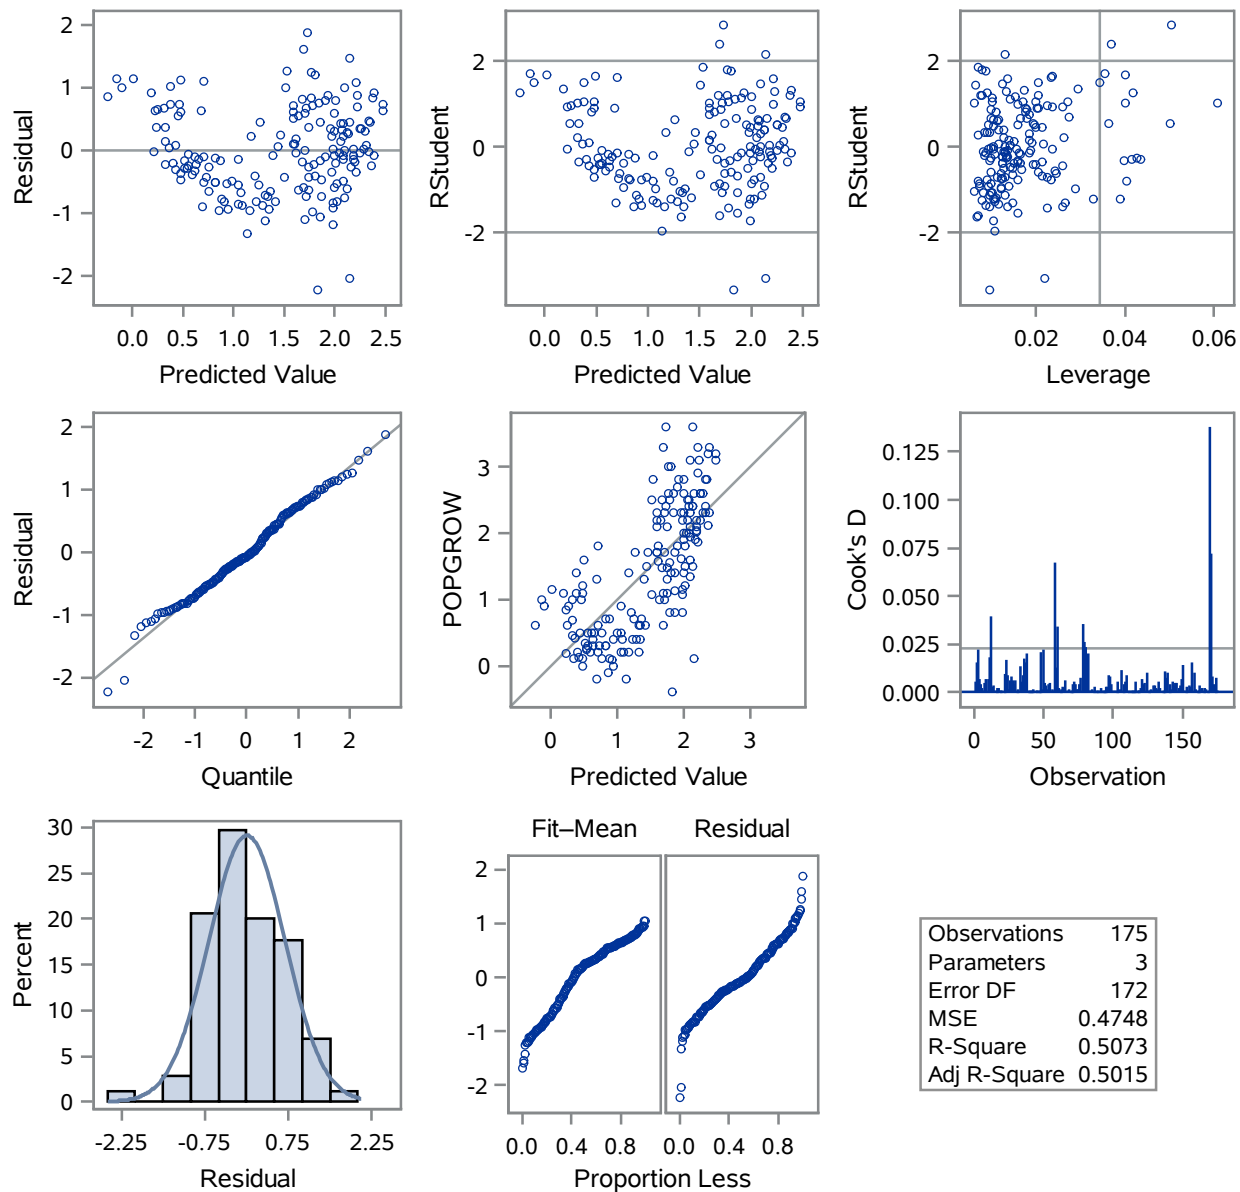 2
1
0
-1
-2
Residual
0.0 0.5 1.0 1.5 2.0 2.5
Predicted Value
2
0
-2
RStudent
0.0 0.5 1.0 1.5 2.0 2.5
Predicted Value
2
0
-2
RStudent
0.02 0.04 0.06
Leverage
2
1
0
-1
-2
Residual
-2 -1 0 1 2
Quantile
3
2
1
0
POPGROW
0 1 2 3
Predicted Value
0.125
0.100
0.075
0.050
0.025
0.000
Cook's D
0 50 100 150
Observation
30
20
15
10
5
0
Percent
-2.25 -0.75 0.75 2.25
Residual
Fit–Mean Residual
2
1
0
-1
-2
0.0 0.4 0.8 0.0 0.4 0.8
Proportion Less
Observations 175
Parameters 3
Error DF 172
MSE 0.4748
R-Square 0.5073
Adj R-Square 0.5015